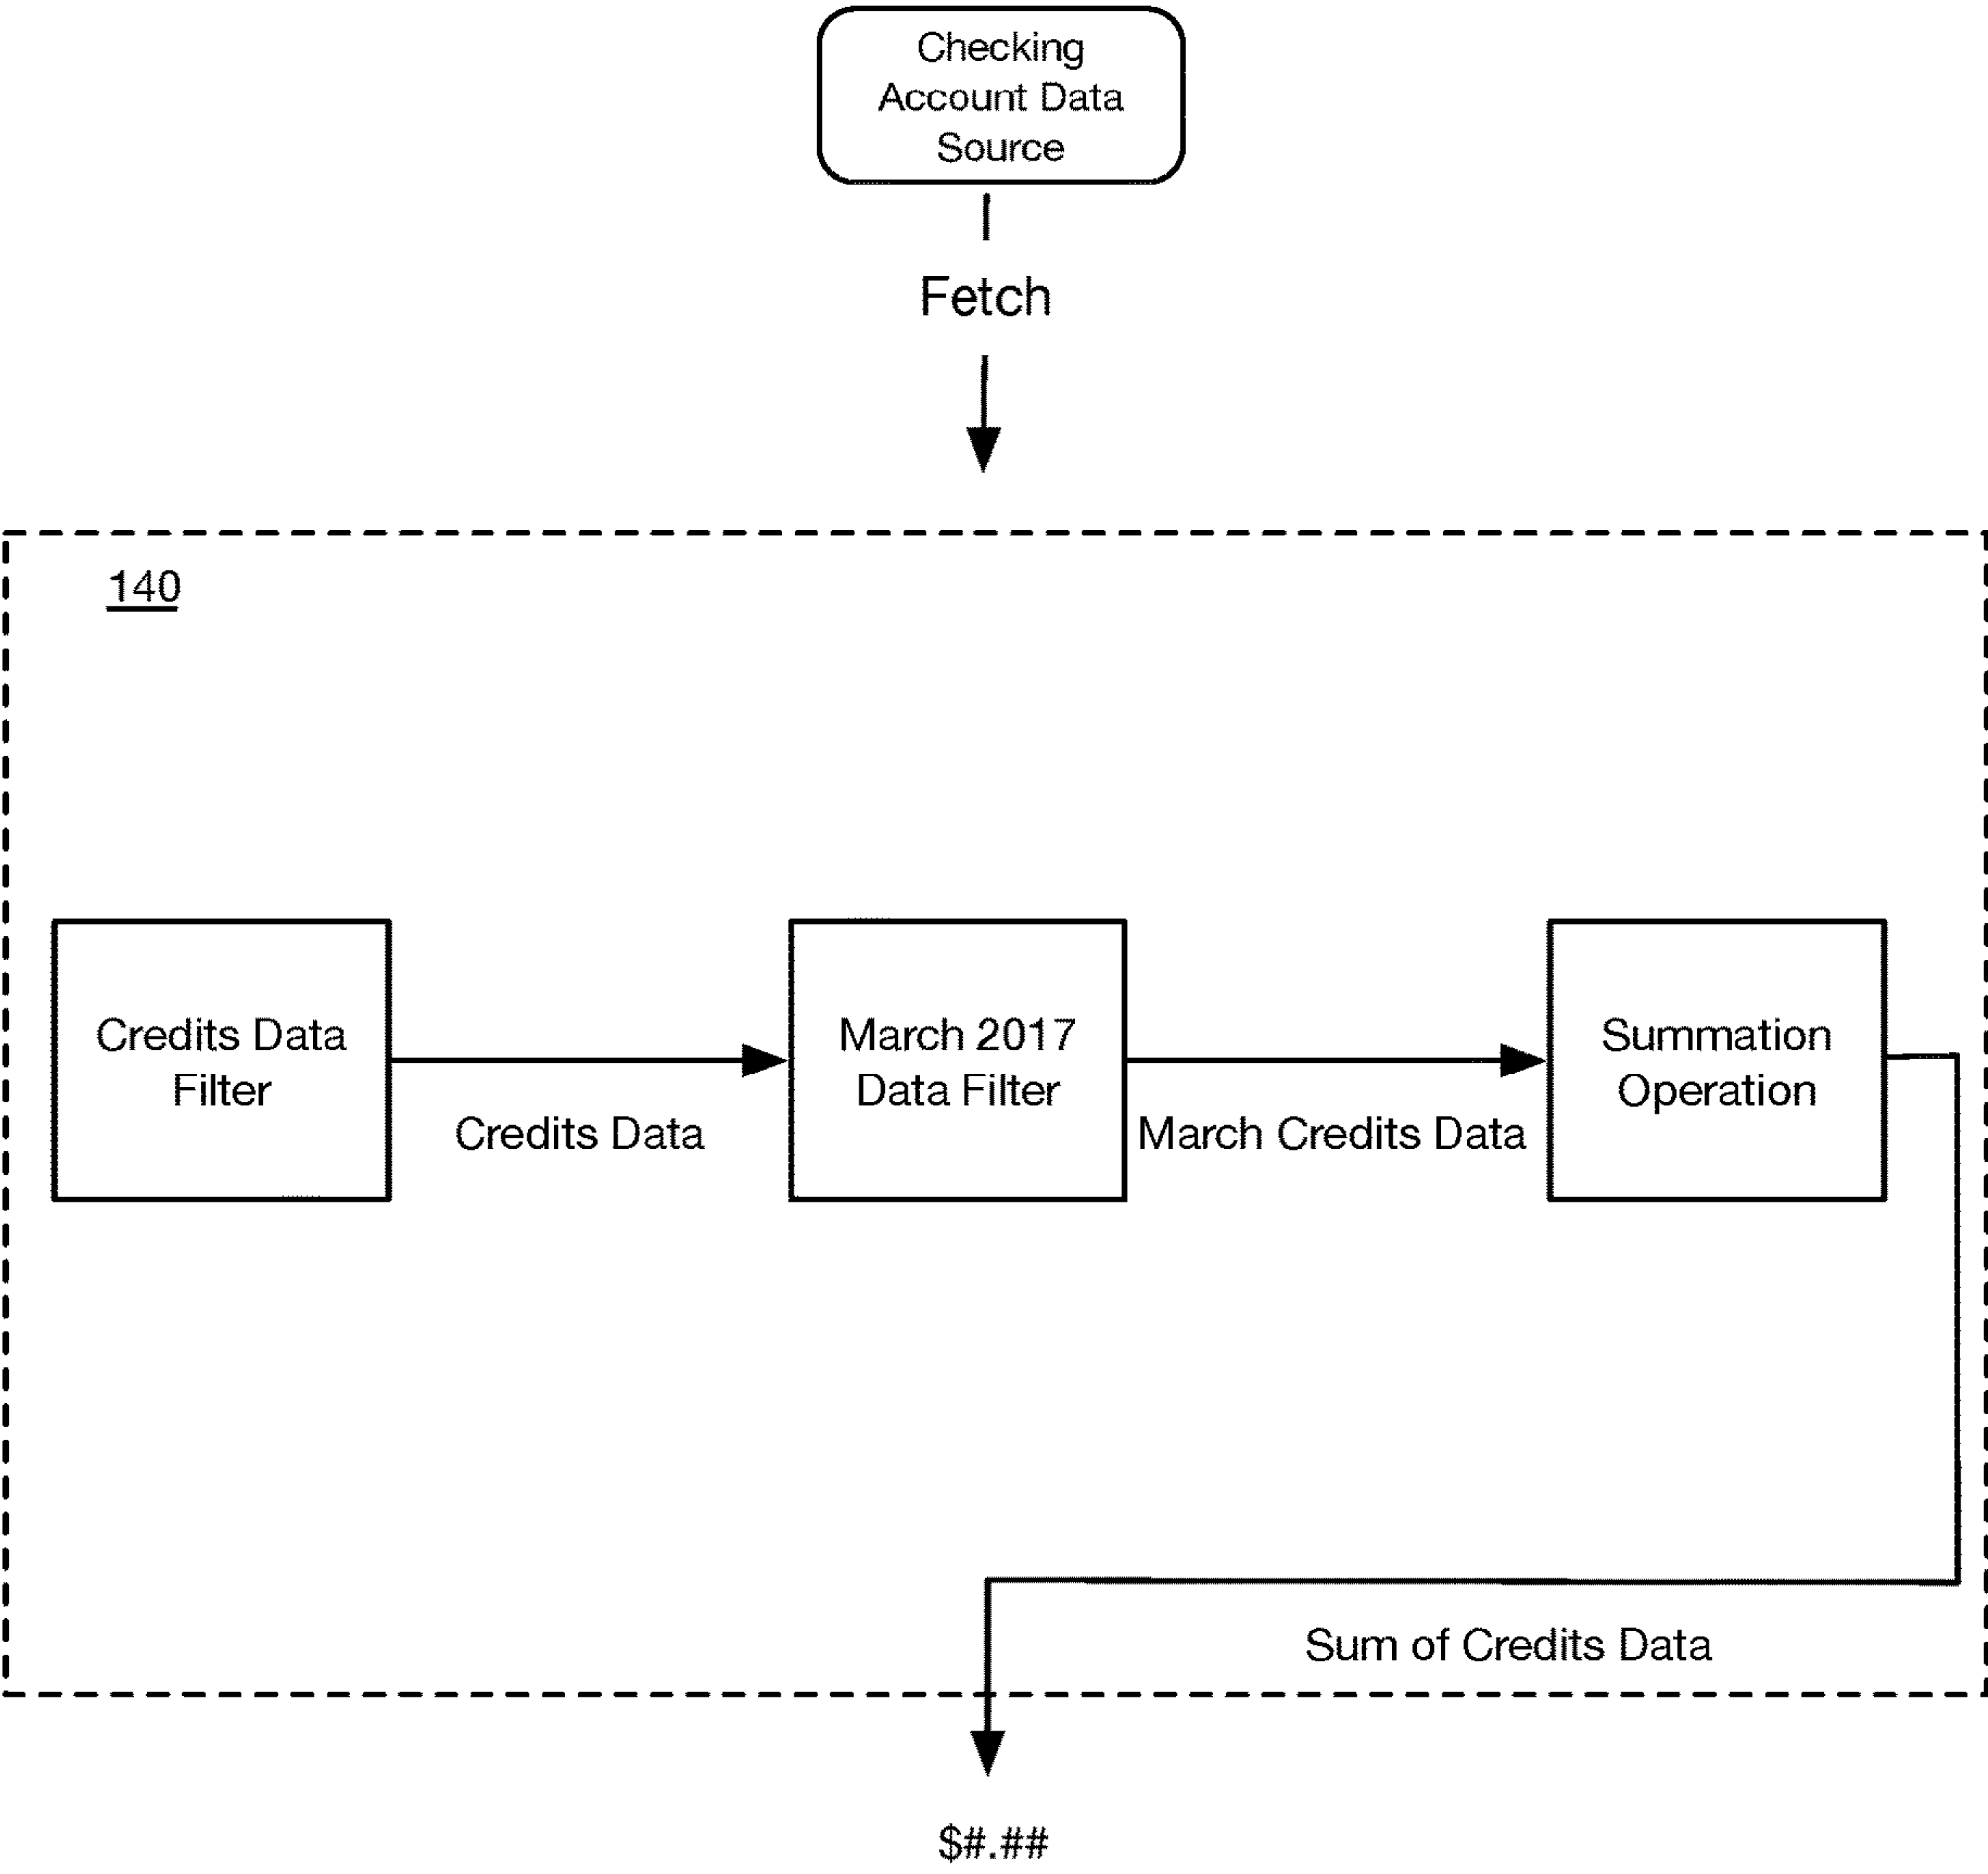 Checking
Account Data
Source
Fetch
140
Credits Data
Filter
Credits Data
March 2017
Data Filter
March Credits Data
Summation
Operation
Sum of Credits Data
$#.##